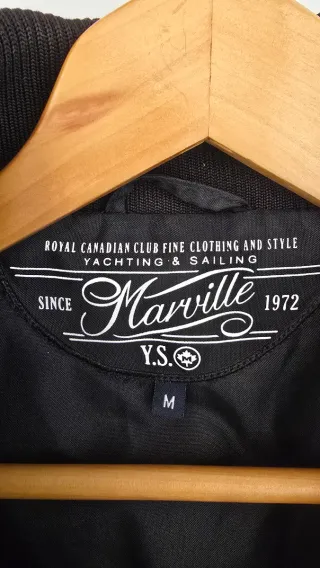 ROYAL CANADIAN CLUB FINE CLOTHING AND STYLE
YACHTING & SAILING
SINCE Marville 1972
Y.S.
M